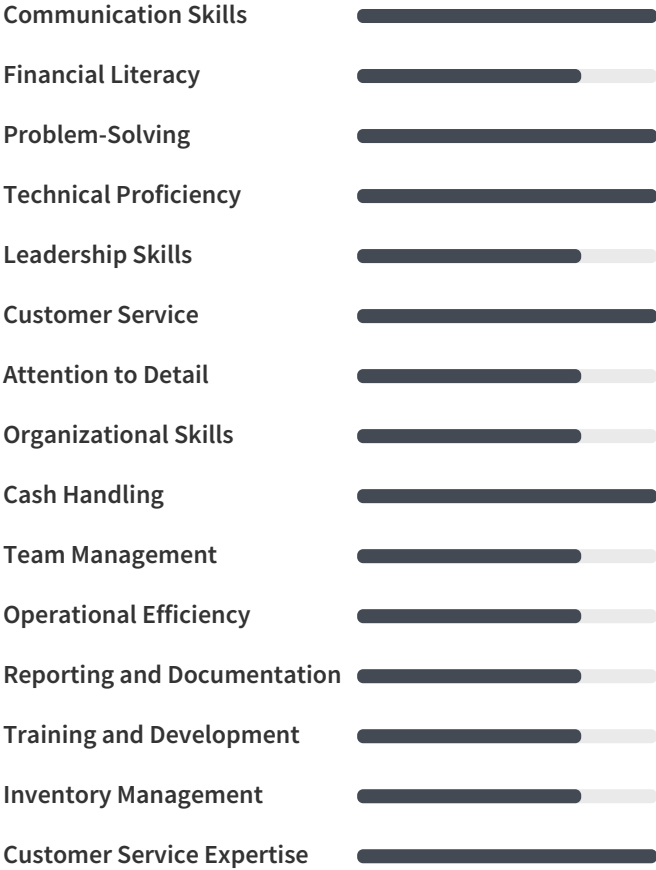 Communication Skills
Financial Literacy
Problem-Solving
Technical Proficiency
Leadership Skills
Customer Service
Attention to Detail
Organizational Skills
Cash Handling
Team Management
Operational Efficiency
Reporting and Documentation
Training and Development
Inventory Management
Customer Service Expertise